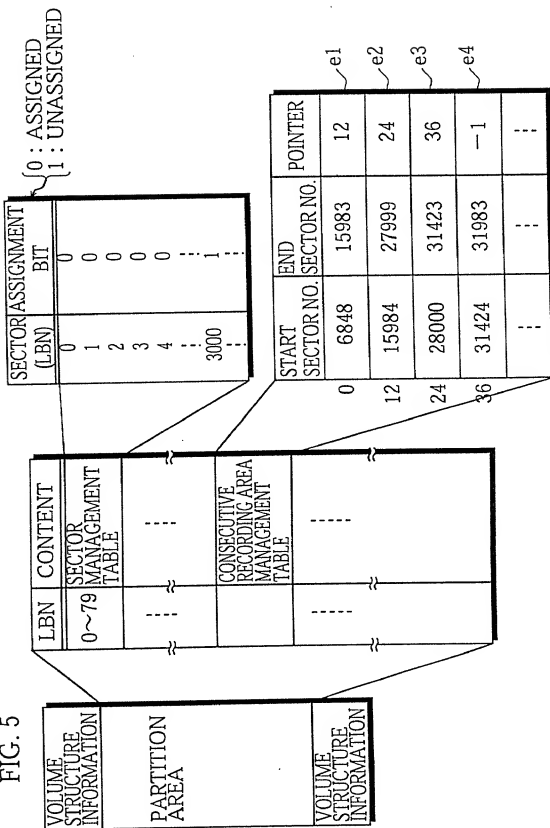 FIG. 5
VOLUME
STRUCTURE
INFORMATION
PARTITION
AREA
VOLUME
STRUCTURE
INFORMATION
LBN CONTENT
0~79 SECTOR
MANAGEMENT
TABLE
-----
-----
CONSECUTIVE
RECORDING AREA
MANAGEMENT
TABLE
-----
-----
SECTOR (LBN) ASSIGNMENT BIT
0 0
1 0
2 0
3 0
4 0
---- ----
3000 1
---- ----
0 : ASSIGNED
1 : UNASSIGNED
START SECTOR NO. END SECTOR NO. POINTER
0 6848 15983 12 e1
12 15984 27999 24 e2
24 28000 31423 36 e3
36 31424 31983 −1 e4
---- ---- ----